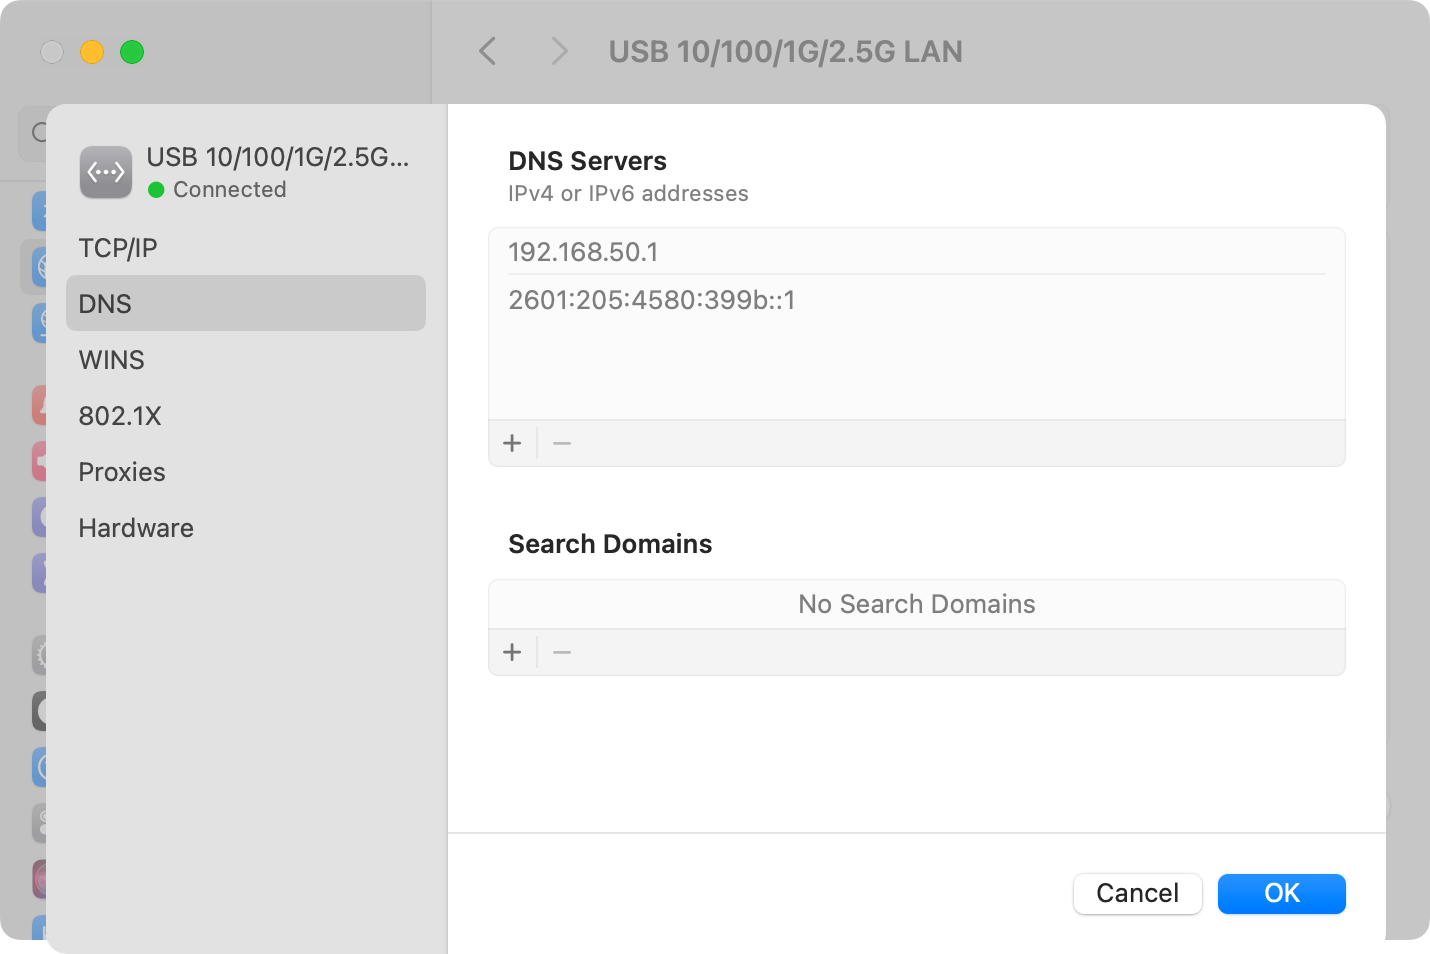 USB 10/100/1G/2.5G LAN
USB 10/100/1G/2.5G...
Connected
TCP/IP
DNS
WINS
802.1X
Proxies
Hardware
DNS Servers
IPv4 or IPv6 addresses
192.168.50.1
2601:205:4580:399b::1
Search Domains
No Search Domains
Cancel
OK